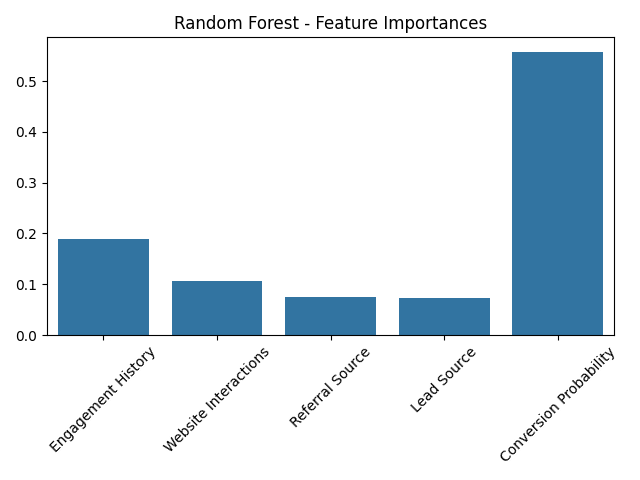 Random Forest - Feature Importances
0.5
0.4
0.3
0.2
0.1
0.0
Engagement History
Website Interactions
Referral Source
Lead Source
Conversion Probability